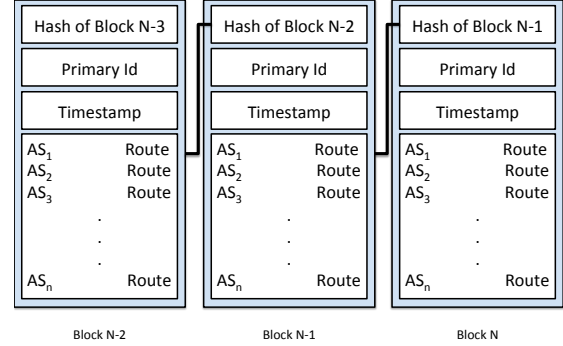 Hash of Block N-3
Primary Id
Timestamp
AS₁ Route
AS₂ Route
AS₃ Route
.
.
.
ASₙ Route
Block N-2
Hash of Block N-2
Primary Id
Timestamp
AS₁ Route
AS₂ Route
AS₃ Route
.
.
.
ASₙ Route
Block N-1
Hash of Block N-1
Primary Id
Timestamp
AS₁ Route
AS₂ Route
AS₃ Route
.
.
.
ASₙ Route
Block N